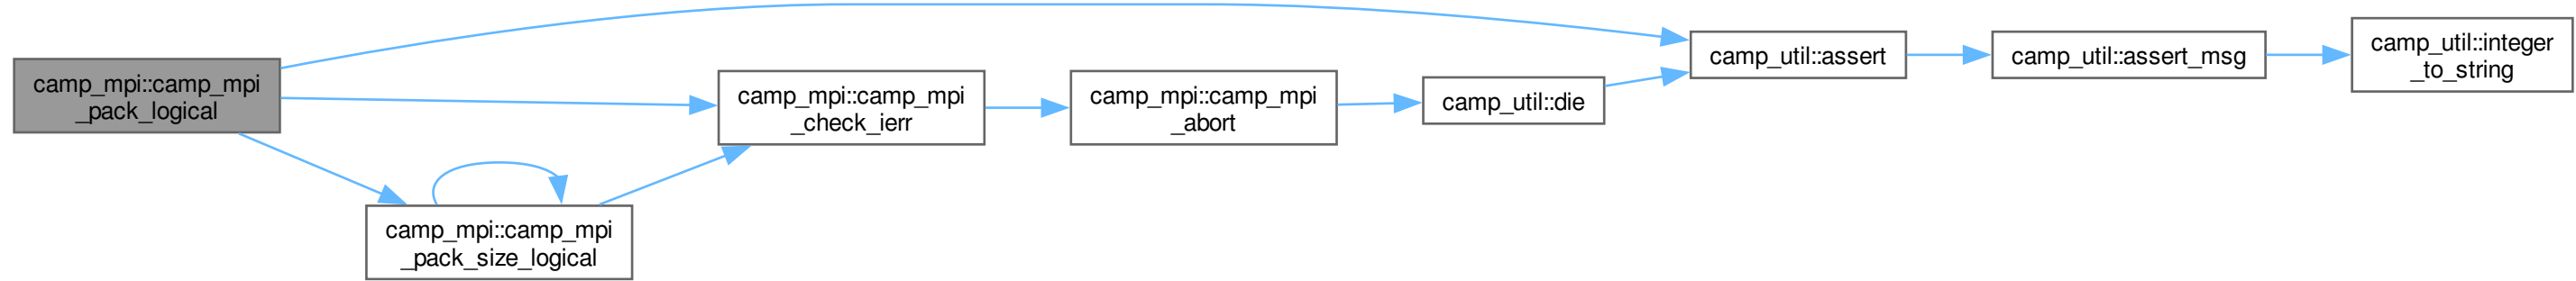 camp_mpi::camp_mpi
_pack_logical
camp_mpi::camp_mpi
_pack_size_logical
camp_mpi::camp_mpi
_check_ierr
camp_mpi::camp_mpi
_abort
camp_util::die
camp_util::assert
camp_util::assert_msg
camp_util::integer
_to_string